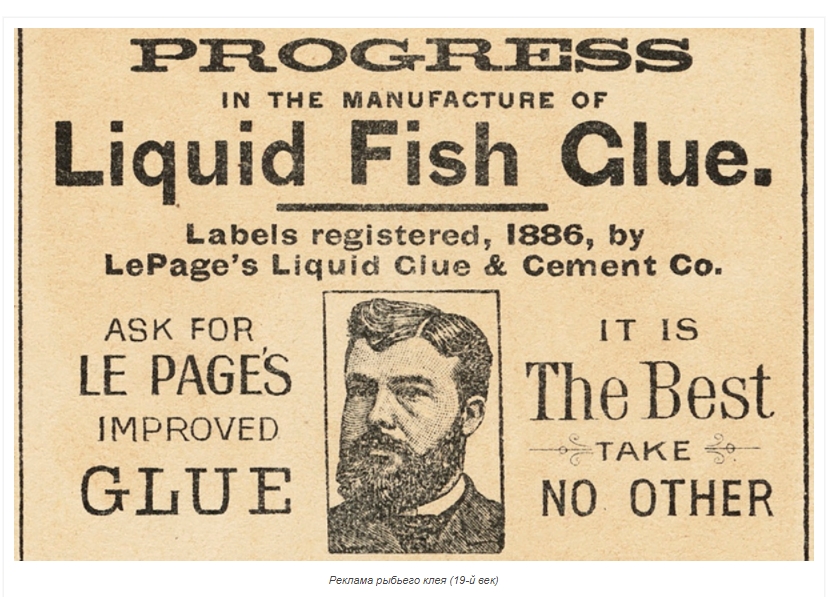 PROGRESS
IN THE MANUFACTURE OF
Liquid Fish Glue.
Labels registered, 1886, by
LePage's Liquid Glue & Cement Co.
ASK FOR
LE PAGE'S
IMPROVED
GLUE
IT IS
The Best
TAKE
NO OTHER
Реклама рыбьего клея (19-й век)